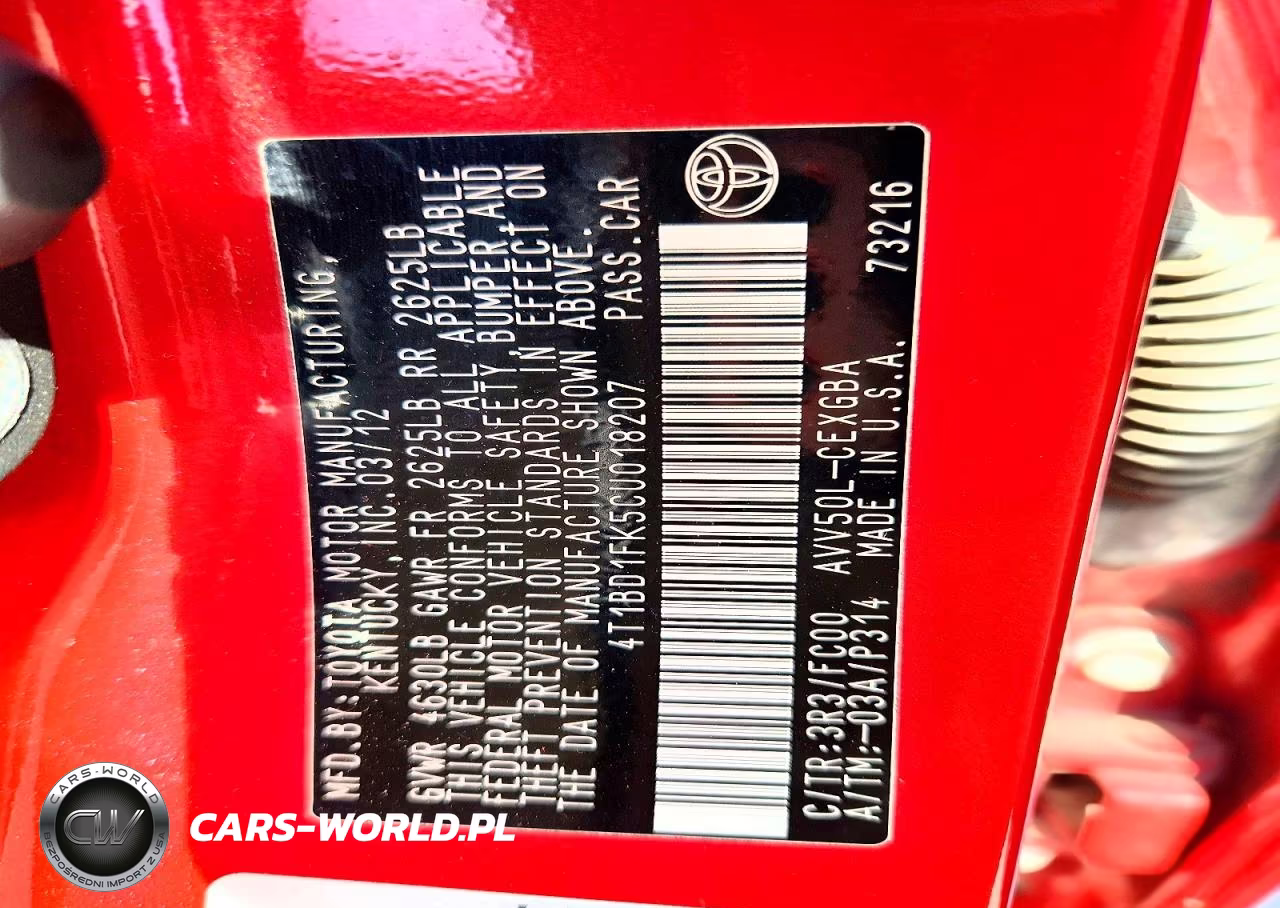 MFD.BY:TOYOTA MOTOR MANUFACTURING,
KENTUCKY, INC.03/12
GVWR 4630LB GAWR FR 2625LB RR 2625LB
THIS VEHICLE CONFORMS TO ALL APPLICABLE
FEDERAL MOTOR VEHICLE SAFETY,BUMPER,AND
THEFT PREVENTION STANDARDS IN EFFECT ON
THE DATE OF MANUFACTURE SHOWN ABOVE.
4T1BD1FK5CU018207 PASS.CAR
C/TR:3R3/FC00 AVV50L-CEXGBA
A/TM:-03A/P314 MADE IN U.S.A. 73216
CARS-WORLD
CW
BEZPOŚREDNI IMPORT Z USA
CARS-WORLD.PL